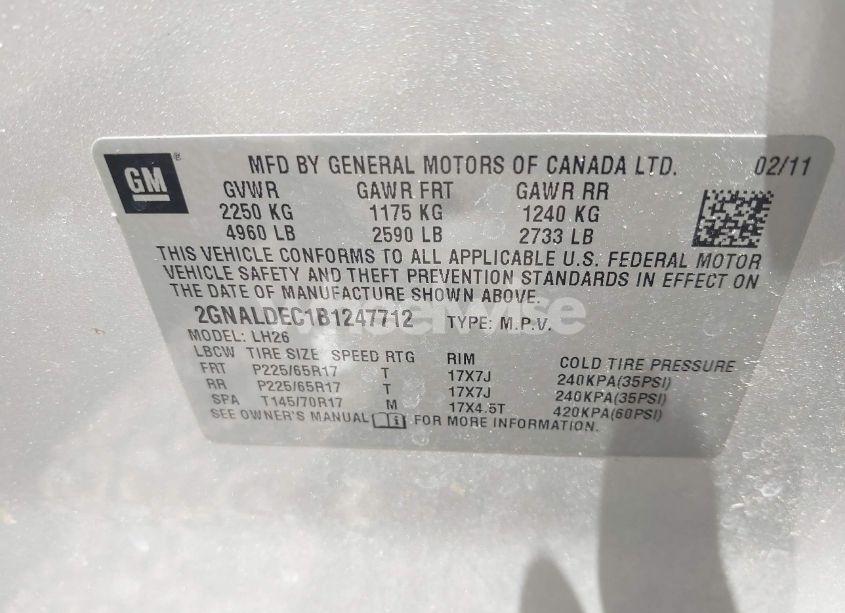 GM ® MFD BY GENERAL MOTORS OF CANADA LTD. 02/11
GVWR GAWR FRT GAWR RR
2250 KG 1175 KG 1240 KG
4960 LB 2590 LB 2733 LB
THIS VEHICLE CONFORMS TO ALL APPLICABLE U.S. FEDERAL MOTOR
VEHICLE SAFETY AND THEFT PREVENTION STANDARDS IN EFFECT ON
THE DATE OF MANUFACTURE SHOWN ABOVE.
2GNALDEC1B1247712 TYPE: M.P.V.
MODEL: LH26
LBCW TIRE SIZE SPEED RTG RIM COLD TIRE PRESSURE
FRT P225/65R17 T 17X7J 240KPA(35PSI)
RR P225/65R17 T 17X7J 240KPA(35PSI)
SPA T145/70R17 M 17X4.5T 420KPA(60PSI)
SEE OWNER'S MANUAL FOR MORE INFORMATION.